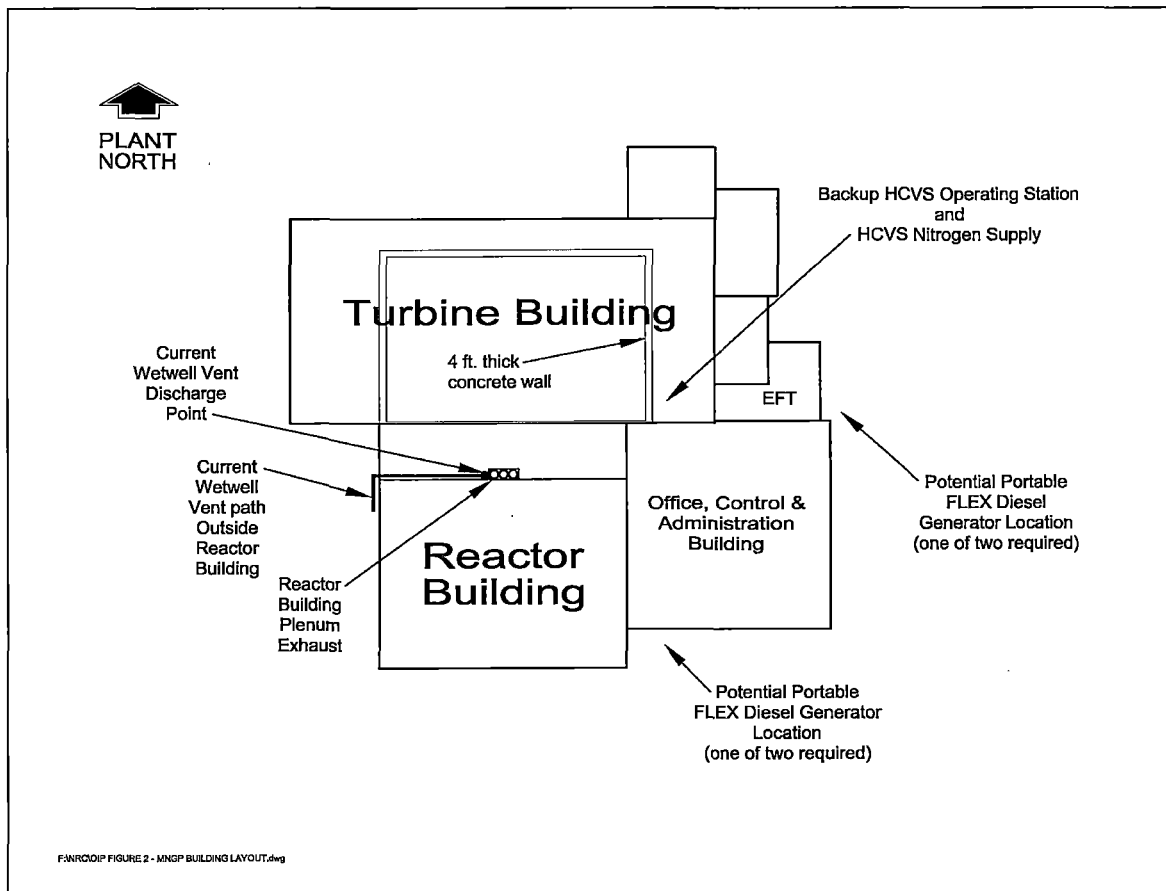 PLANT
NORTH
Backup HCVS Operating Station
and
HCVS Nitrogen Supply
Turbine Building
4 ft. thick
concrete wall
Current
Wetwell Vent
Discharge
Point
EFT
Current
Wetwell
Vent path
Outside
Reactor
Building
Office, Control &
Administration
Building
Potential Portable
FLEX Diesel
Generator Location
(one of two required)
Reactor
Building
Reactor
Building
Plenum
Exhaust
Potential Portable
FLEX Diesel Generator
Location
(one of two required)
F:\NRC\OIP FIGURE 2 - MNGP BUILDING LAYOUT.dwg